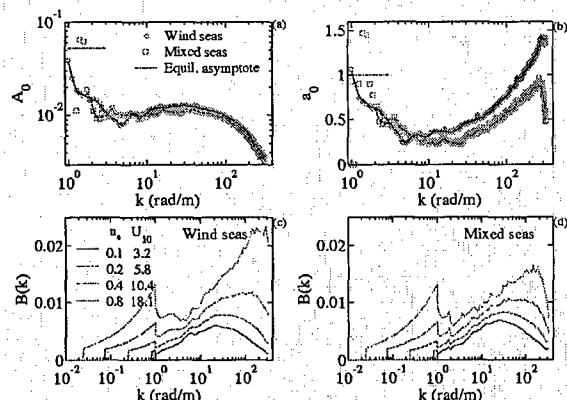 (a)
10⁻¹
Wind seas
Mixed seas
Equil. asymptote
A₀
10⁻²
10⁰ 10¹ 10²
k (rad/m)
(b)
1.5
1
a₀
0.5
0
10⁰ 10¹ 10²
k (rad/m)
(c)
u* U₁₀ Wind seas
0.1 3.2
0.2 5.8
0.4 10.4
0.8 18.1
0.02
B(k)
0.01
0
10⁻² 10⁻¹ 10⁰ 10¹ 10²
k (rad/m)
(d)
Mixed seas
0.02
B(k)
0.01
0
10⁻² 10⁻¹ 10⁰ 10¹ 10²
k (rad/m)